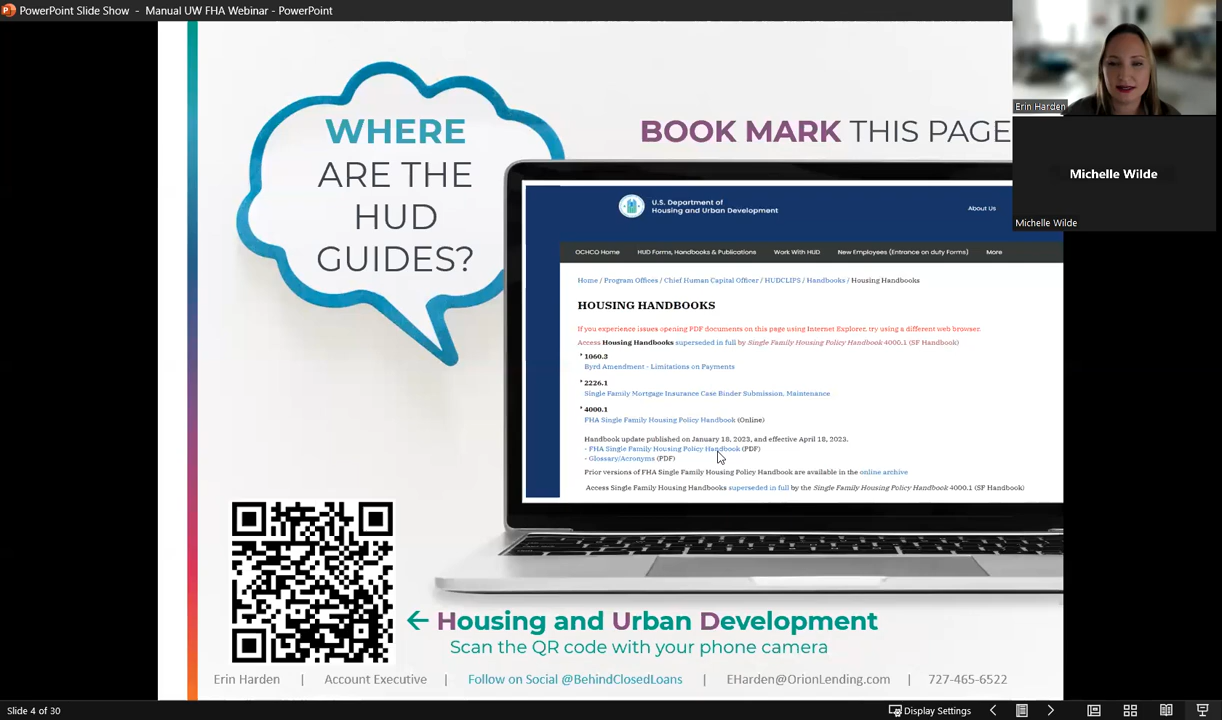 PowerPoint Slide Show - Manual UW FHA Webinar - PowerPoint
Erin Harden
Michelle Wilde
Michelle Wilde
WHERE
ARE THE
HUD
GUIDES?
BOOK MARK THIS PAGE
U.S. Department of
Housing and Urban Development
About Us
OCHCO Home HUD Forms, Handbooks & Publications Work With HUD New Employees (Entrance on duty Forms) More
Home / Program Offices / Chief Human Capital Officer / HUDCLIPS / Handbooks / Housing Handbooks
HOUSING HANDBOOKS
If you experience issues opening PDF documents on this page using Internet Explorer, try using a different web browser.
Access Housing Handbooks superseded in full by Single Family Housing Policy Handbook 4000.1 (SF Handbook)
* 1060.3
Byrd Amendment - Limitations on Payments
* 2226.1
Single Family Mortgage Insurance Case Binder Submission, Maintenance
* 4000.1
FHA Single Family Housing Policy Handbook (Online)
Handbook update published on January 18, 2023, and effective April 18, 2023.
- FHA Single Family Housing Policy Handbook (PDF)
- Glossary/Acronyms (PDF)
Prior versions of FHA Single Family Housing Policy Handbook are available in the online archive
Access Single Family Housing Handbooks superseded in full by the Single Family Housing Policy Handbook 4000.1 (SF Handbook)
← Housing and Urban Development
Scan the QR code with your phone camera
Erin Harden | Account Executive | Follow on Social @BehindClosedLoans | EHarden@OrionLending.com | 727-465-6522
Slide 4 of 30
Display Settings